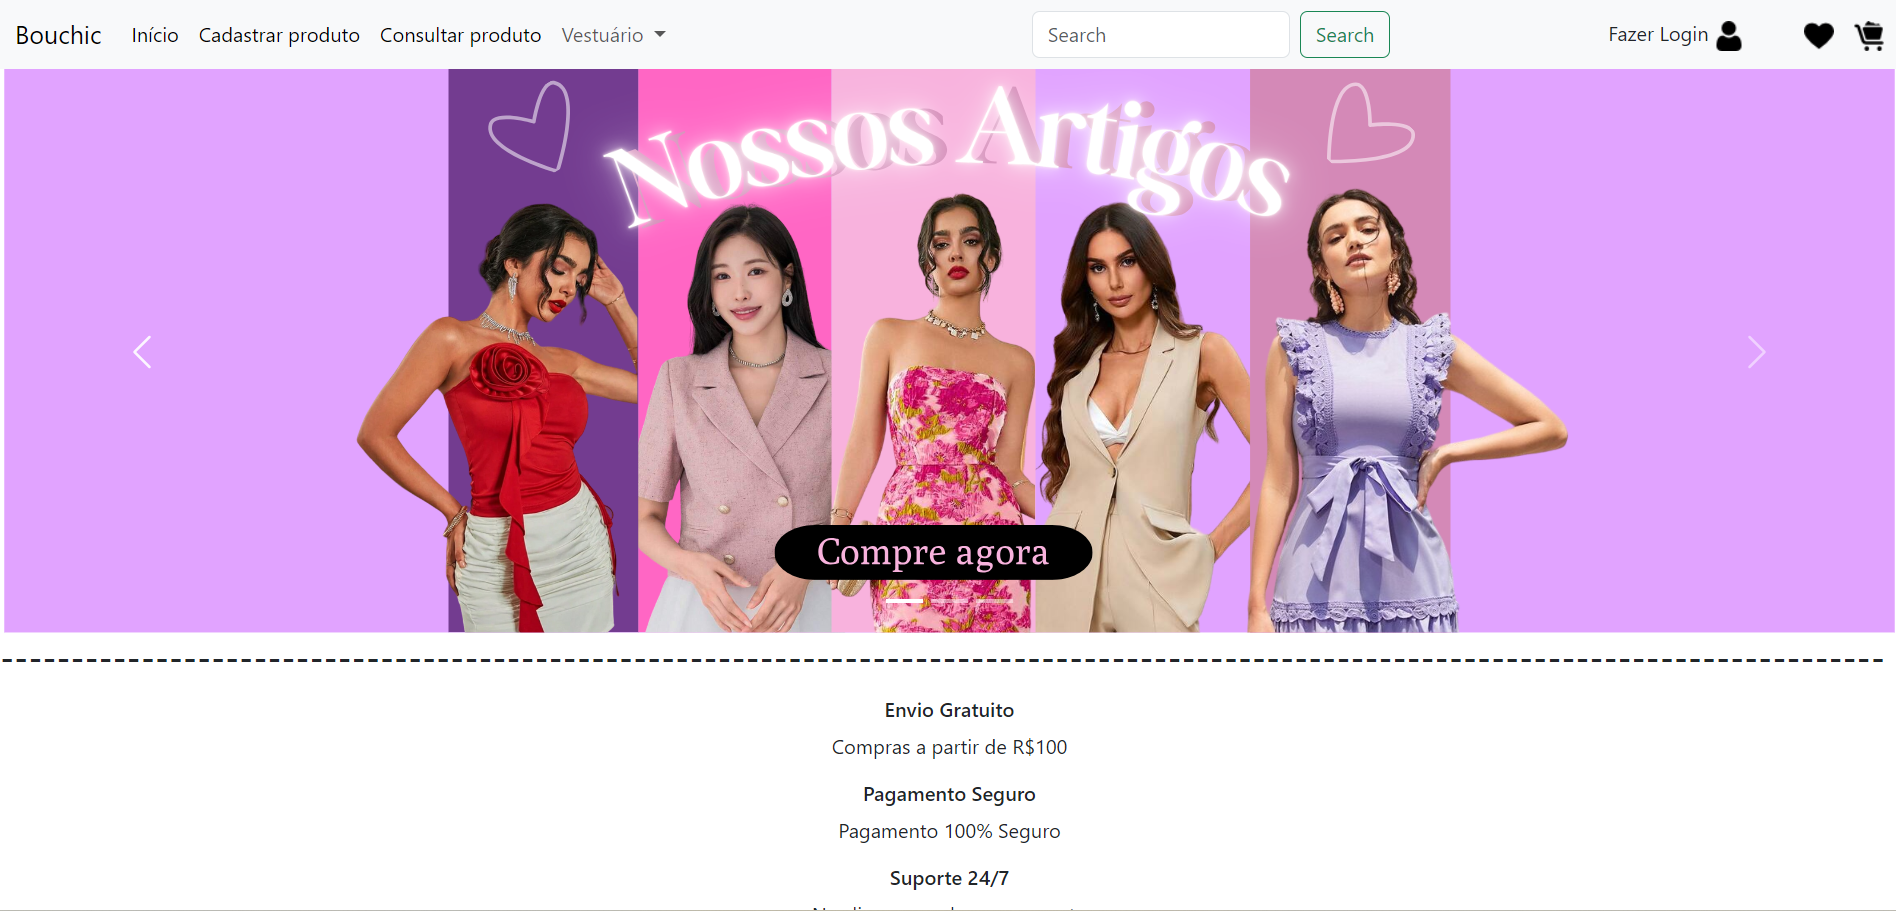 Bouchic Início Cadastrar produto Consultar produto Vestuário Search Search Fazer Login
Nossos Artigos
Compre agora
Envio Gratuito
Compras a partir de R$100
Pagamento Seguro
Pagamento 100% Seguro
Suporte 24/7